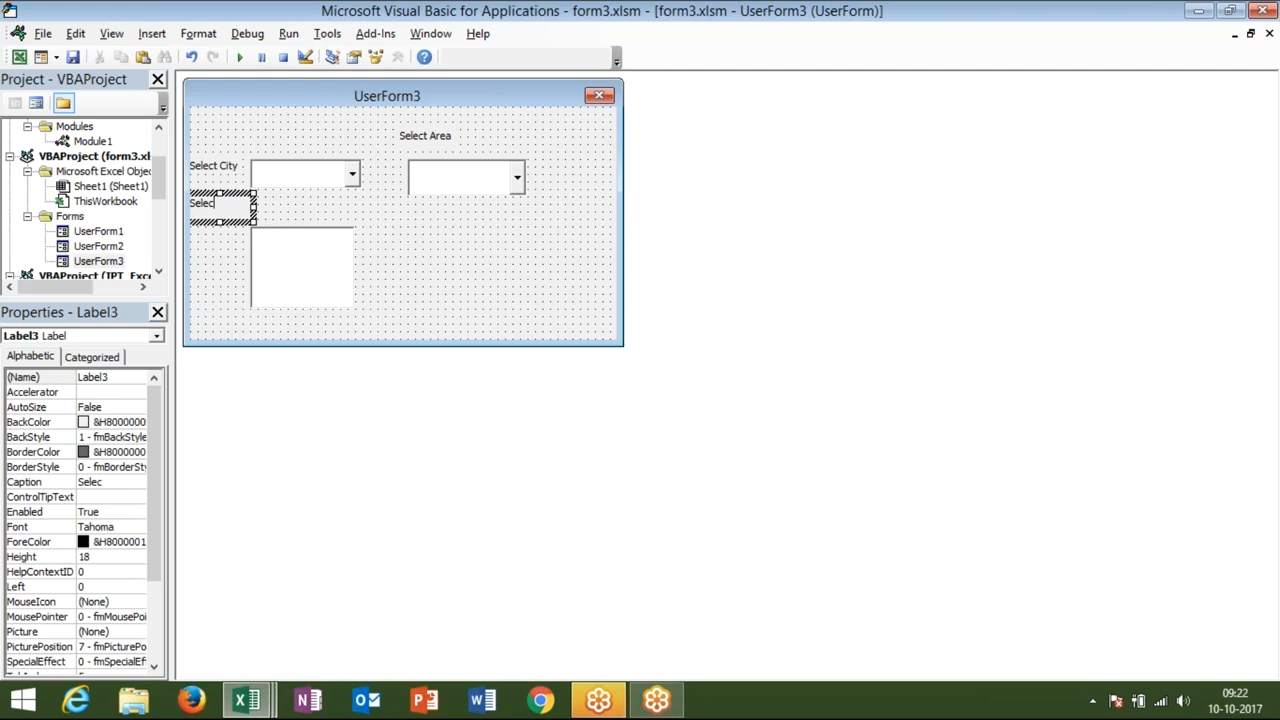 Microsoft Visual Basic for Applications - form3.xlsm - [form3.xlsm - UserForm3 (UserForm)]
File Edit View Insert Format Debug Run Tools Add-Ins Window Help
Project - VBAProject
Modules
Module1
VBAProject (form3.xl
Microsoft Excel Objec
Sheet1 (Sheet1)
ThisWorkbook
Forms
UserForm1
UserForm2
UserForm3
VBAProject (IPT_Exce
Properties - Label3
Label3 Label
Alphabetic Categorized
(Name) Label3
Accelerator
AutoSize False
BackColor &H8000000
BackStyle 1 - fmBackStyle
BorderColor &H8000000
BorderStyle 0 - fmBorderSty
Caption Selec
ControlTipText
Enabled True
Font Tahoma
ForeColor &H8000001
Height 18
HelpContextID 0
Left 0
MouseIcon (None)
MousePointer 0 - fmMousePoi
Picture (None)
PicturePosition 7 - fmPicturePo
SpecialEffect 0 - fmSpecialEff
UserForm3
Select Area
Select City
Selec
09:22
10-10-2017